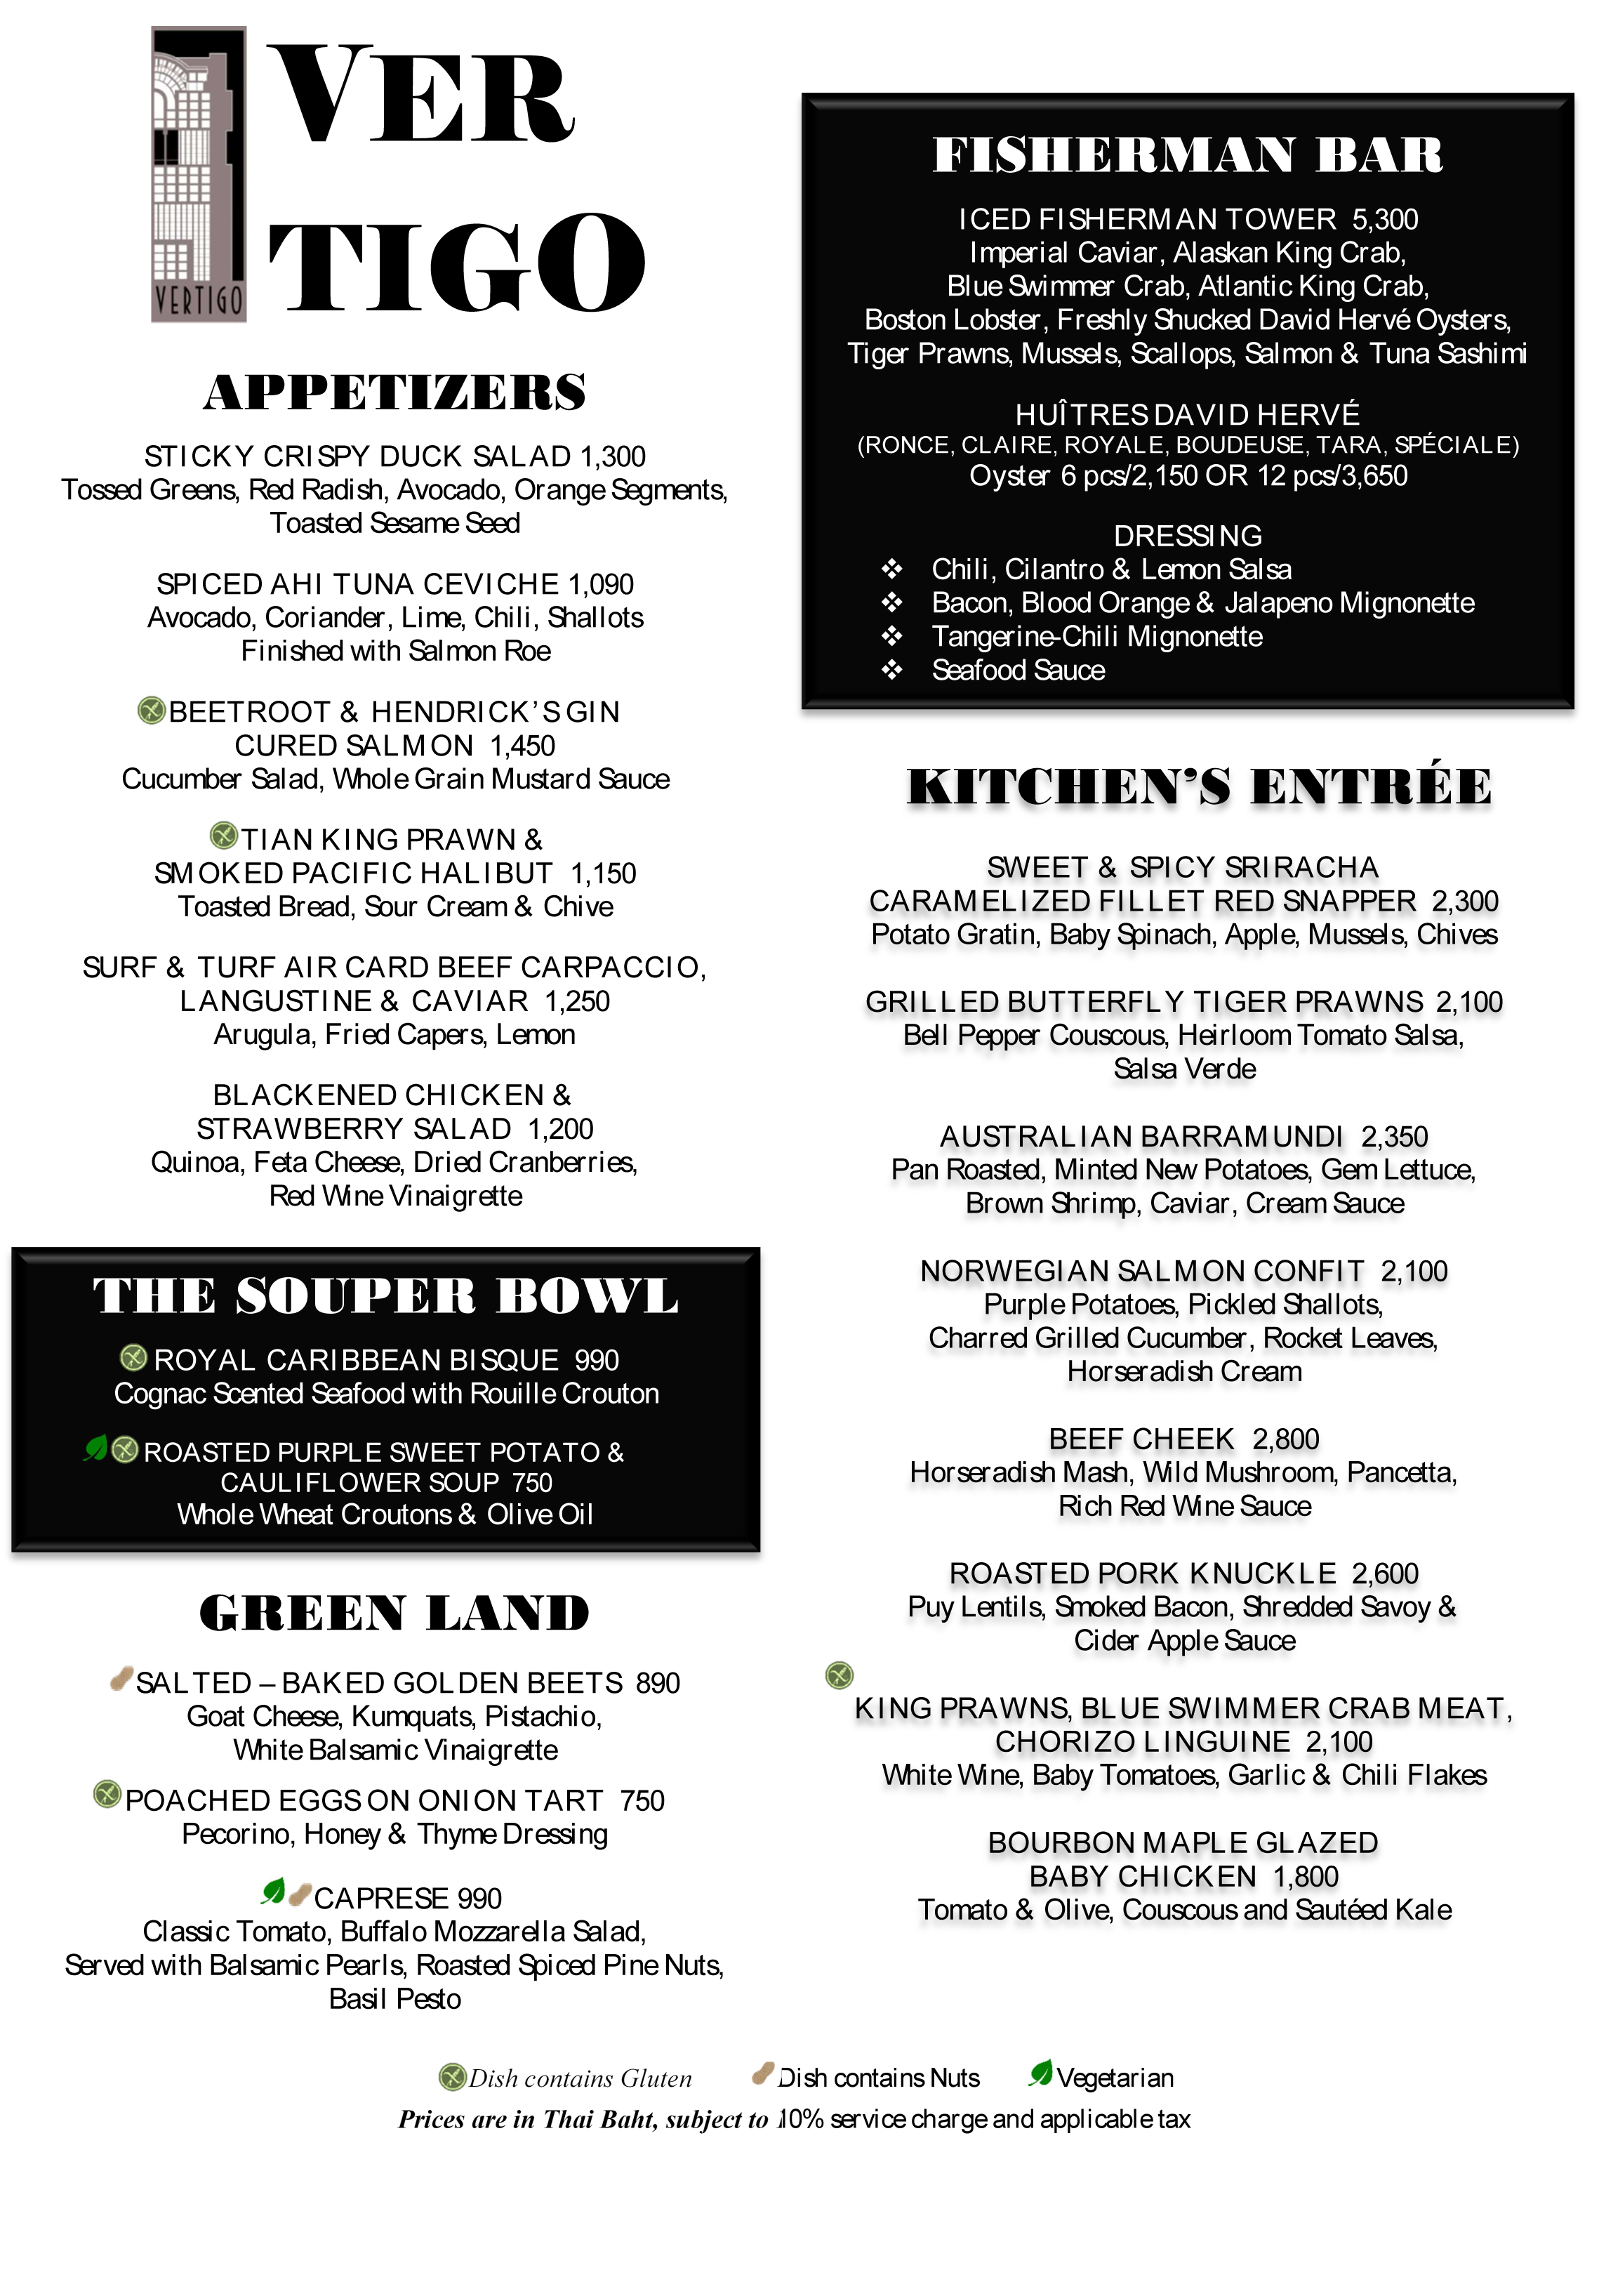 VERTIGO
VER
TIGO
APPETIZERS
STICKY CRISPY DUCK SALAD 1,300
Tossed Greens, Red Radish, Avocado, Orange Segments,
Toasted Sesame Seed
SPICED AHI TUNA CEVICHE 1,090
Avocado, Coriander, Lime, Chili, Shallots
Finished with Salmon Roe
BEETROOT & HENDRICK'S GIN
CURED SALMON 1,450
Cucumber Salad, Whole Grain Mustard Sauce
TIAN KING PRAWN &
SMOKED PACIFIC HALIBUT 1,150
Toasted Bread, Sour Cream & Chive
SURF & TURF AIR CARD BEEF CARPACCIO,
LANGUSTINE & CAVIAR 1,250
Arugula, Fried Capers, Lemon
BLACKENED CHICKEN &
STRAWBERRY SALAD 1,200
Quinoa, Feta Cheese, Dried Cranberries,
Red Wine Vinaigrette
THE SOUPER BOWL
ROYAL CARIBBEAN BISQUE 990
Cognac Scented Seafood with Rouille Crouton
ROASTED PURPLE SWEET POTATO &
CAULIFLOWER SOUP 750
Whole Wheat Croutons & Olive Oil
GREEN LAND
SALTED – BAKED GOLDEN BEETS 890
Goat Cheese, Kumquats, Pistachio,
White Balsamic Vinaigrette
POACHED EGGS ON ONION TART 750
Pecorino, Honey & Thyme Dressing
CAPRESE 990
Classic Tomato, Buffalo Mozzarella Salad,
Served with Balsamic Pearls, Roasted Spiced Pine Nuts,
Basil Pesto
FISHERMAN BAR
ICED FISHERMAN TOWER 5,300
Imperial Caviar, Alaskan King Crab,
Blue Swimmer Crab, Atlantic King Crab,
Boston Lobster, Freshly Shucked David Hervé Oysters,
Tiger Prawns, Mussels, Scallops, Salmon & Tuna Sashimi
HUÎTRES DAVID HERVÉ
(RONCE, CLAIRE, ROYALE, BOUDEUSE, TARA, SPÉCIALE)
Oyster 6 pcs/2,150 OR 12 pcs/3,650
DRESSING
❖ Chili, Cilantro & Lemon Salsa
❖ Bacon, Blood Orange & Jalapeno Mignonette
❖ Tangerine-Chili Mignonette
❖ Seafood Sauce
KITCHEN'S ENTRÉE
SWEET & SPICY SRIRACHA
CARAMELIZED FILLET RED SNAPPER 2,300
Potato Gratin, Baby Spinach, Apple, Mussels, Chives
GRILLED BUTTERFLY TIGER PRAWNS 2,100
Bell Pepper Couscous, Heirloom Tomato Salsa,
Salsa Verde
AUSTRALIAN BARRAMUNDI 2,350
Pan Roasted, Minted New Potatoes, Gem Lettuce,
Brown Shrimp, Caviar, Cream Sauce
NORWEGIAN SALMON CONFIT 2,100
Purple Potatoes, Pickled Shallots,
Charred Grilled Cucumber, Rocket Leaves,
Horseradish Cream
BEEF CHEEK 2,800
Horseradish Mash, Wild Mushroom, Pancetta,
Rich Red Wine Sauce
ROASTED PORK KNUCKLE 2,600
Puy Lentils, Smoked Bacon, Shredded Savoy &
Cider Apple Sauce
KING PRAWNS, BLUE SWIMMER CRAB MEAT,
CHORIZO LINGUINE 2,100
White Wine, Baby Tomatoes, Garlic & Chili Flakes
BOURBON MAPLE GLAZED
BABY CHICKEN 1,800
Tomato & Olive, Couscous and Sautéed Kale
Dish contains Gluten Dish contains Nuts Vegetarian
Prices are in Thai Baht, subject to 10% service charge and applicable tax